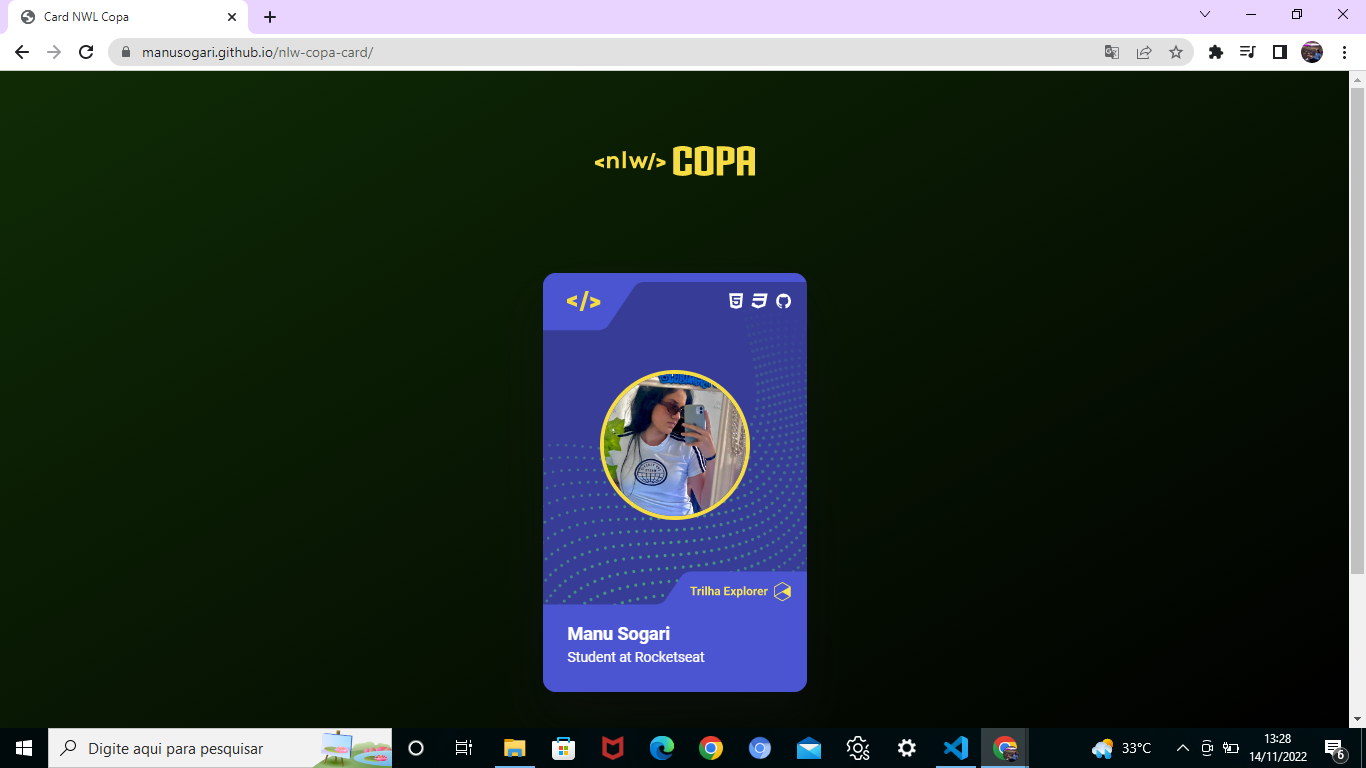 Card NWL Copa
manusogari.github.io/nlw-copa-card/
<nlw/> COPA
</>
Trilha Explorer
Manu Sogari
Student at Rocketseat
Digite aqui para pesquisar
33°C
13:28
14/11/2022
6